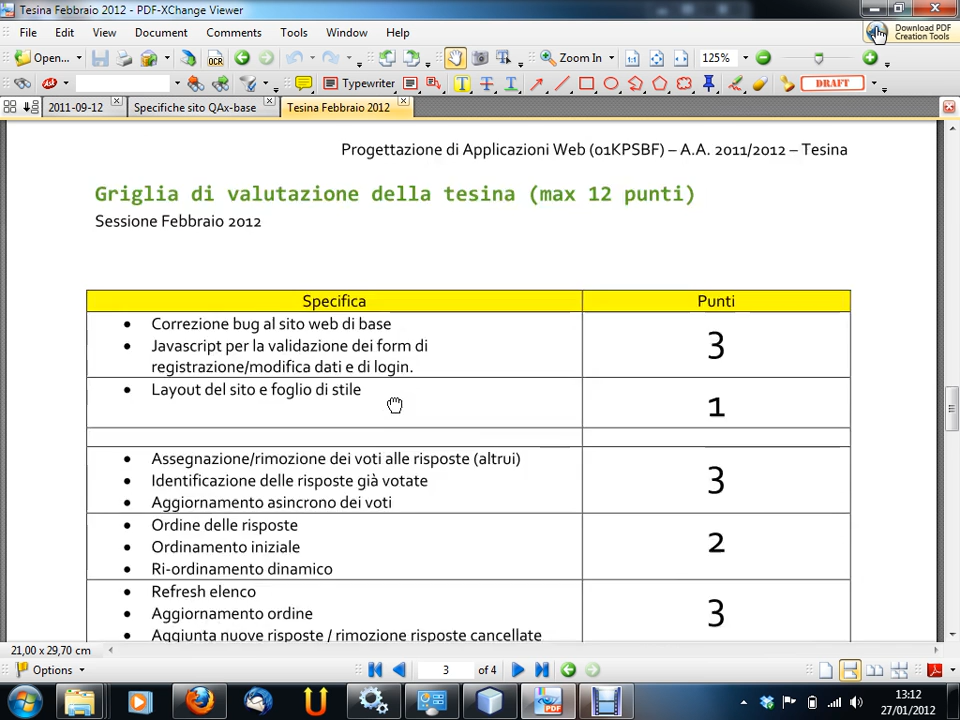 Tesina Febbraio 2012 - PDF-XChange Viewer
File Edit View Document Comments Tools Window Help
Download PDF
Creation Tools
Open... OCR Zoom In 125%
Typewriter DRAFT
2011-09-12 Specifiche sito QAx-base Tesina Febbraio 2012
Progettazione di Applicazioni Web (01KPSBF) – A.A. 2011/2012 – Tesina
Griglia di valutazione della tesina (max 12 punti)
Sessione Febbraio 2012
Specifica Punti
• Correzione bug al sito web di base
• Javascript per la validazione dei form di
registrazione/modifica dati e di login.
3
• Layout del sito e foglio di stile
1
• Assegnazione/rimozione dei voti alle risposte (altrui)
• Identificazione delle risposte già votate
• Aggiornamento asincrono dei voti
3
• Ordine delle risposte
• Ordinamento iniziale
• Ri-ordinamento dinamico
2
• Refresh elenco
• Aggiornamento ordine
• Aggiunta nuove risposte / rimozione risposte cancellate
3
21,00 x 29,70 cm
Options 3 of 4
PDF
13:12
27/01/2012